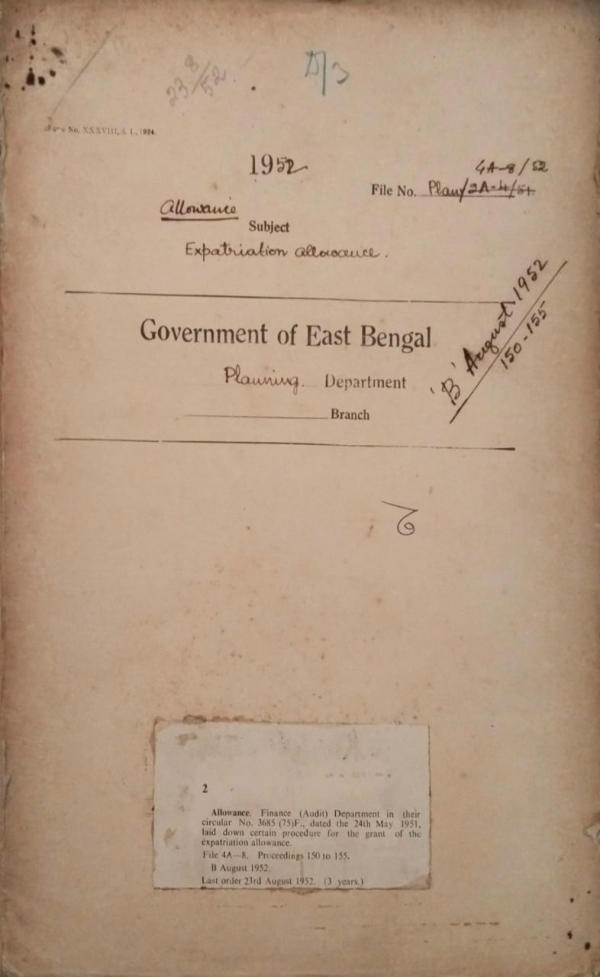 23 8/52
D/3
Form No. XXXVIII, S. I., 1924.
1952
4A-8/52
File No. Plan/2A-4/51
Allowance
Subject
Expatriation allowance.
Government of East Bengal
Planning Department
Branch
'B' August 1952
150-155
2
Allowance. Finance (Audit) Department in their
circular No. 3685 (75)F., dated the 24th May 1951,
laid down certain procedure for the grant of the
expatriation allowance.
File 4A—8. Proceedings 150 to 155.
B August 1952.
Last order 23rd August 1952. (3 years.)